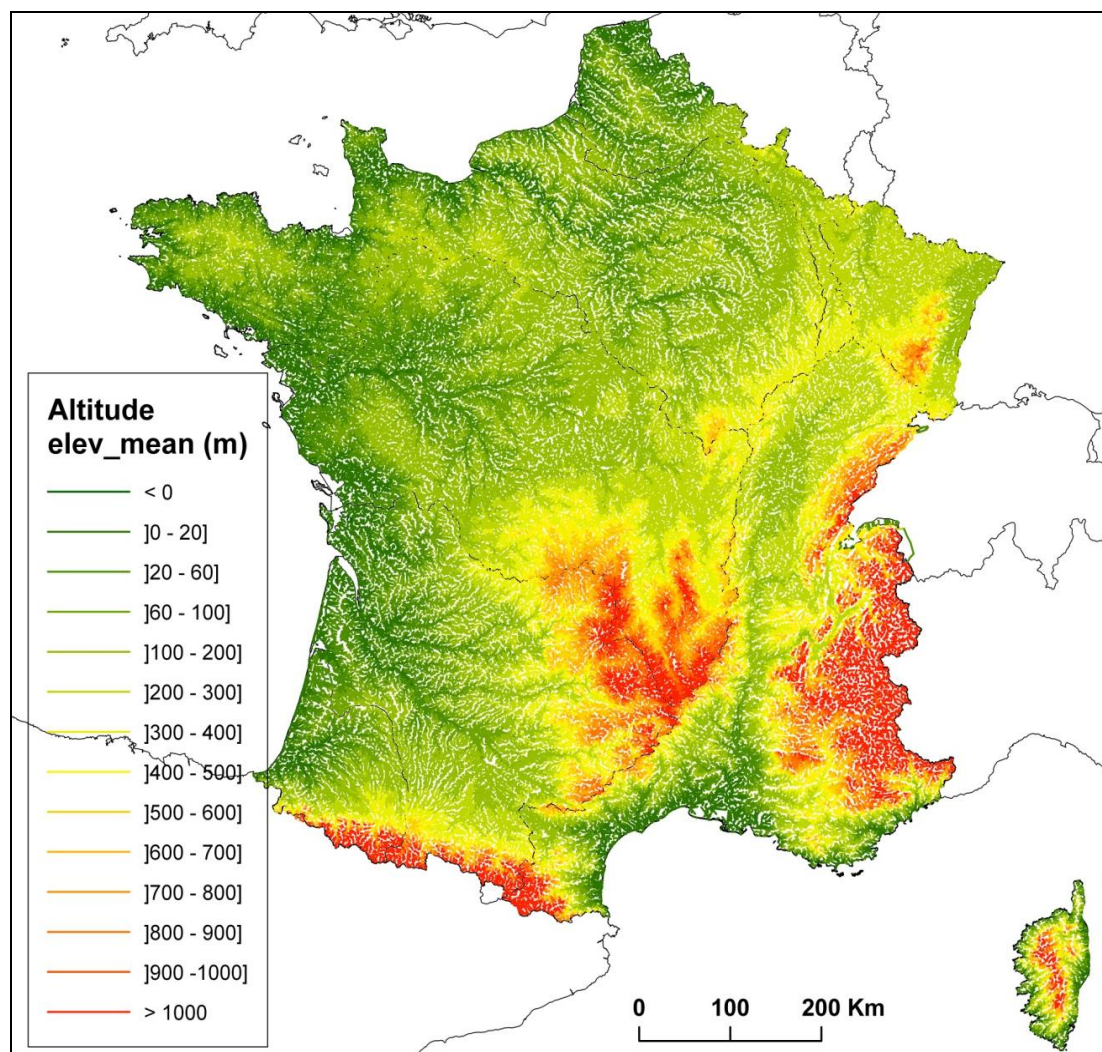 Altitude
elev_mean (m)
< 0
]0 - 20]
]20 - 60]
]60 - 100]
]100 - 200]
]200 - 300]
]300 - 400]
]400 - 500]
]500 - 600]
]600 - 700]
]700 - 800]
]800 - 900]
]900 -1000]
> 1000
0 100 200 Km